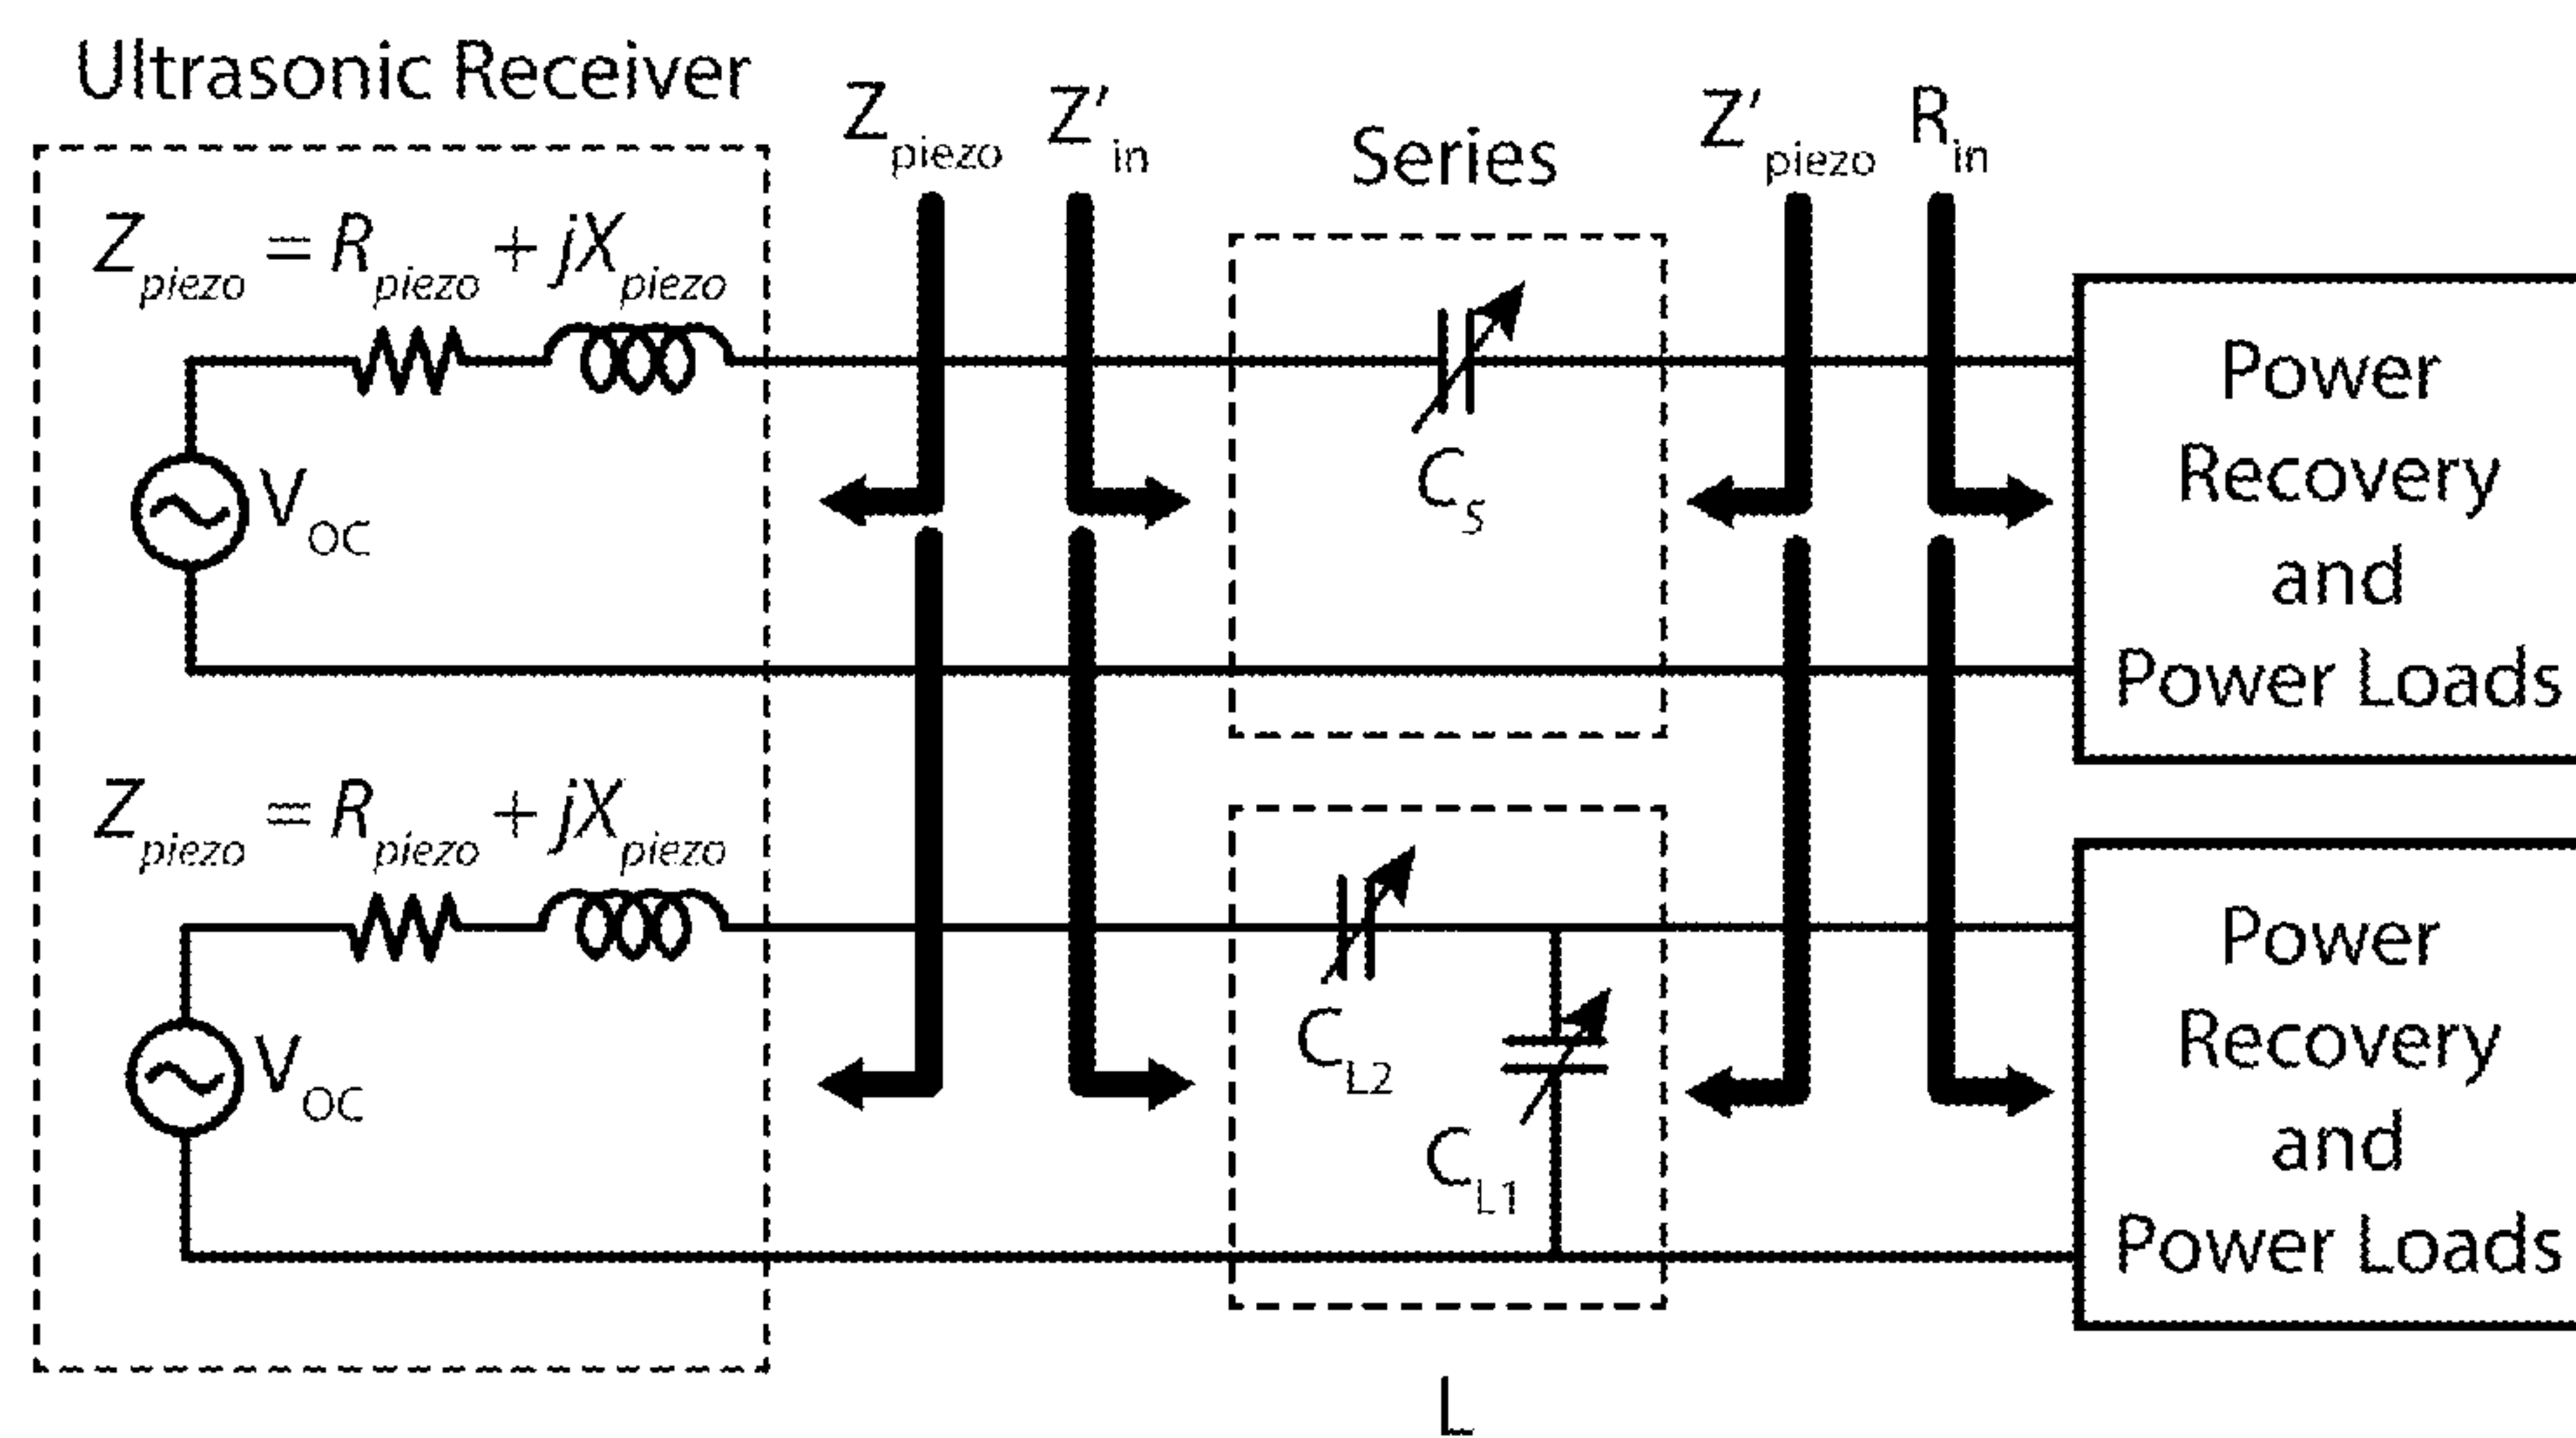 Ultrasonic Receiver
Z_piezo
Z'_in
Series
Z'_piezo
R_in
Z_piezo = R_piezo + jX_piezo
V_OC
C_S
Power
Recovery
and
Power Loads
Z_piezo = R_piezo + jX_piezo
V_OC
C_L2
C_L1
Power
Recovery
and
Power Loads
L